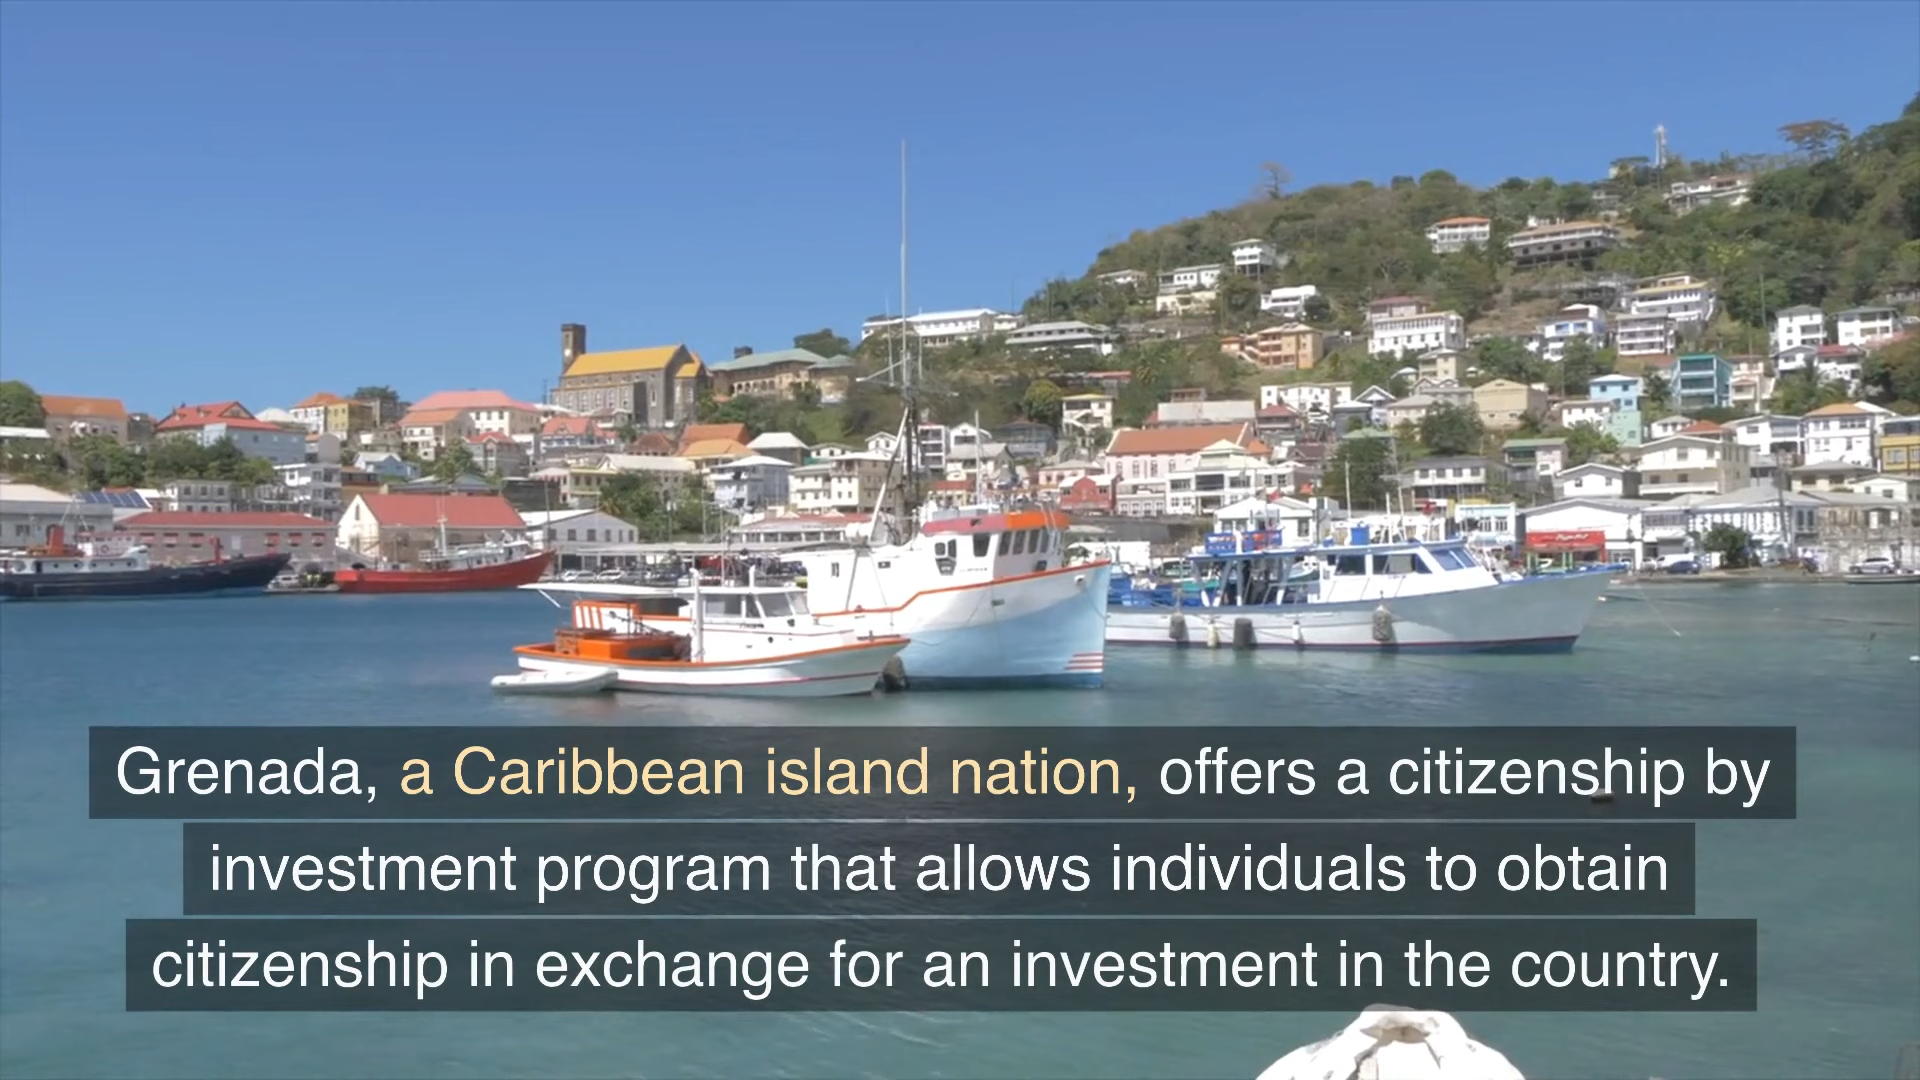 Grenada, a Caribbean island nation, offers a citizenship by
investment program that allows individuals to obtain
citizenship in exchange for an investment in the country.